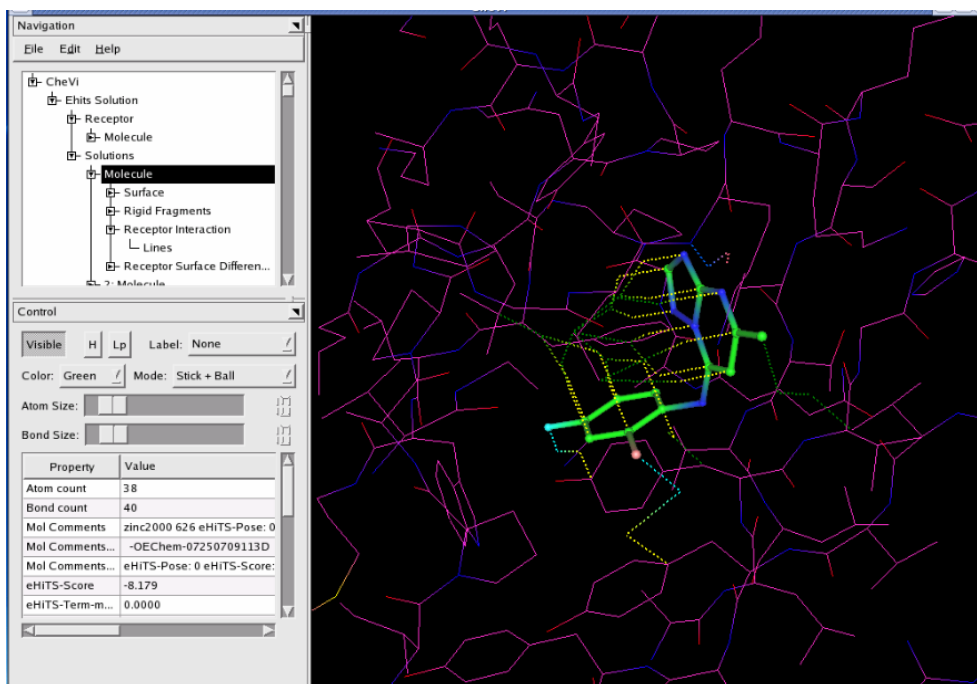 Navigation
File Edit Help
CheVi
Ehits Solution
Receptor
Molecule
Solutions
Molecule
Surface
Rigid Fragments
Receptor Interaction
Lines
Receptor Surface Differen...
2: Molecule
Control
Visible H Lp Label: None
Color: Green Mode: Stick + Ball
Atom Size:
Bond Size:
Property Value
Atom count 38
Bond count 40
Mol Comments zinc2000 626 eHiTS-Pose: 0
Mol Comments... -OEChem-07250709113D
Mol Comments... eHiTS-Pose: 0 eHiTS-Score:
eHiTS-Score -8.179
eHiTS-Term-m... 0.0000